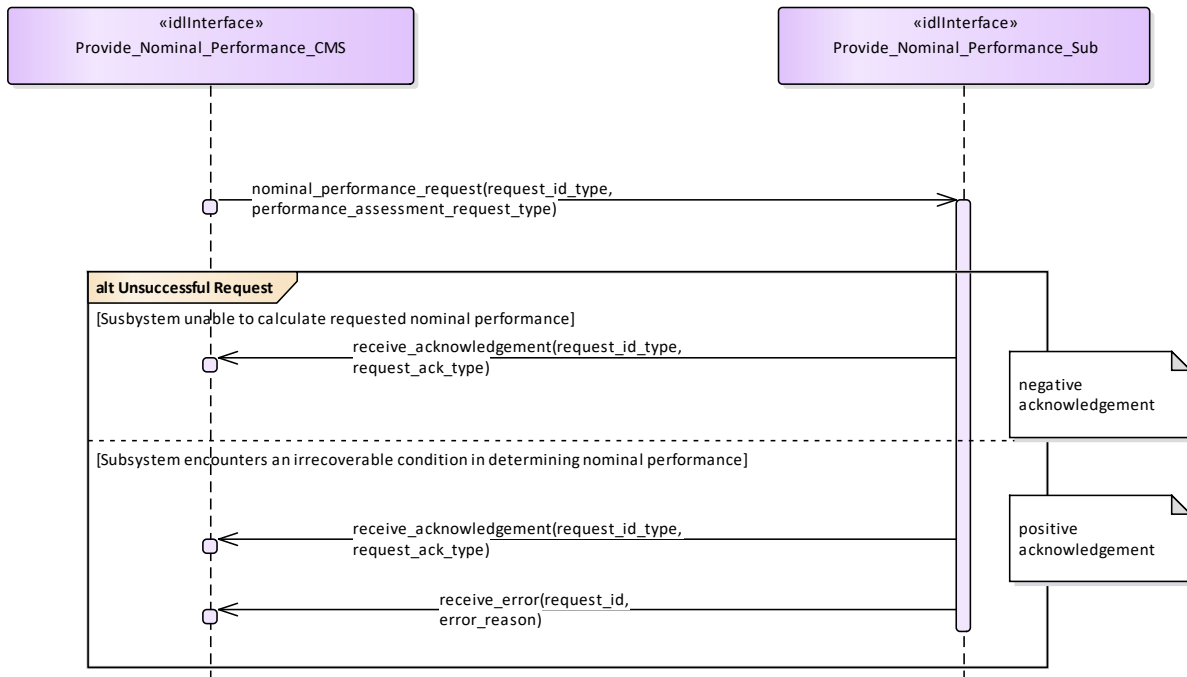 «idlInterface»
Provide_Nominal_Performance_CMS
«idlInterface»
Provide_Nominal_Performance_Sub
nominal_performance_request(request_id_type,
performance_assessment_request_type)
alt Unsuccessful Request
[Susbystem unable to calculate requested nominal performance]
receive_acknowledgement(request_id_type,
request_ack_type)
negative
acknowledgement
[Subsystem encounters an irrecoverable condition in determining nominal performance]
receive_acknowledgement(request_id_type,
request_ack_type)
positive
acknowledgement
receive_error(request_id,
error_reason)